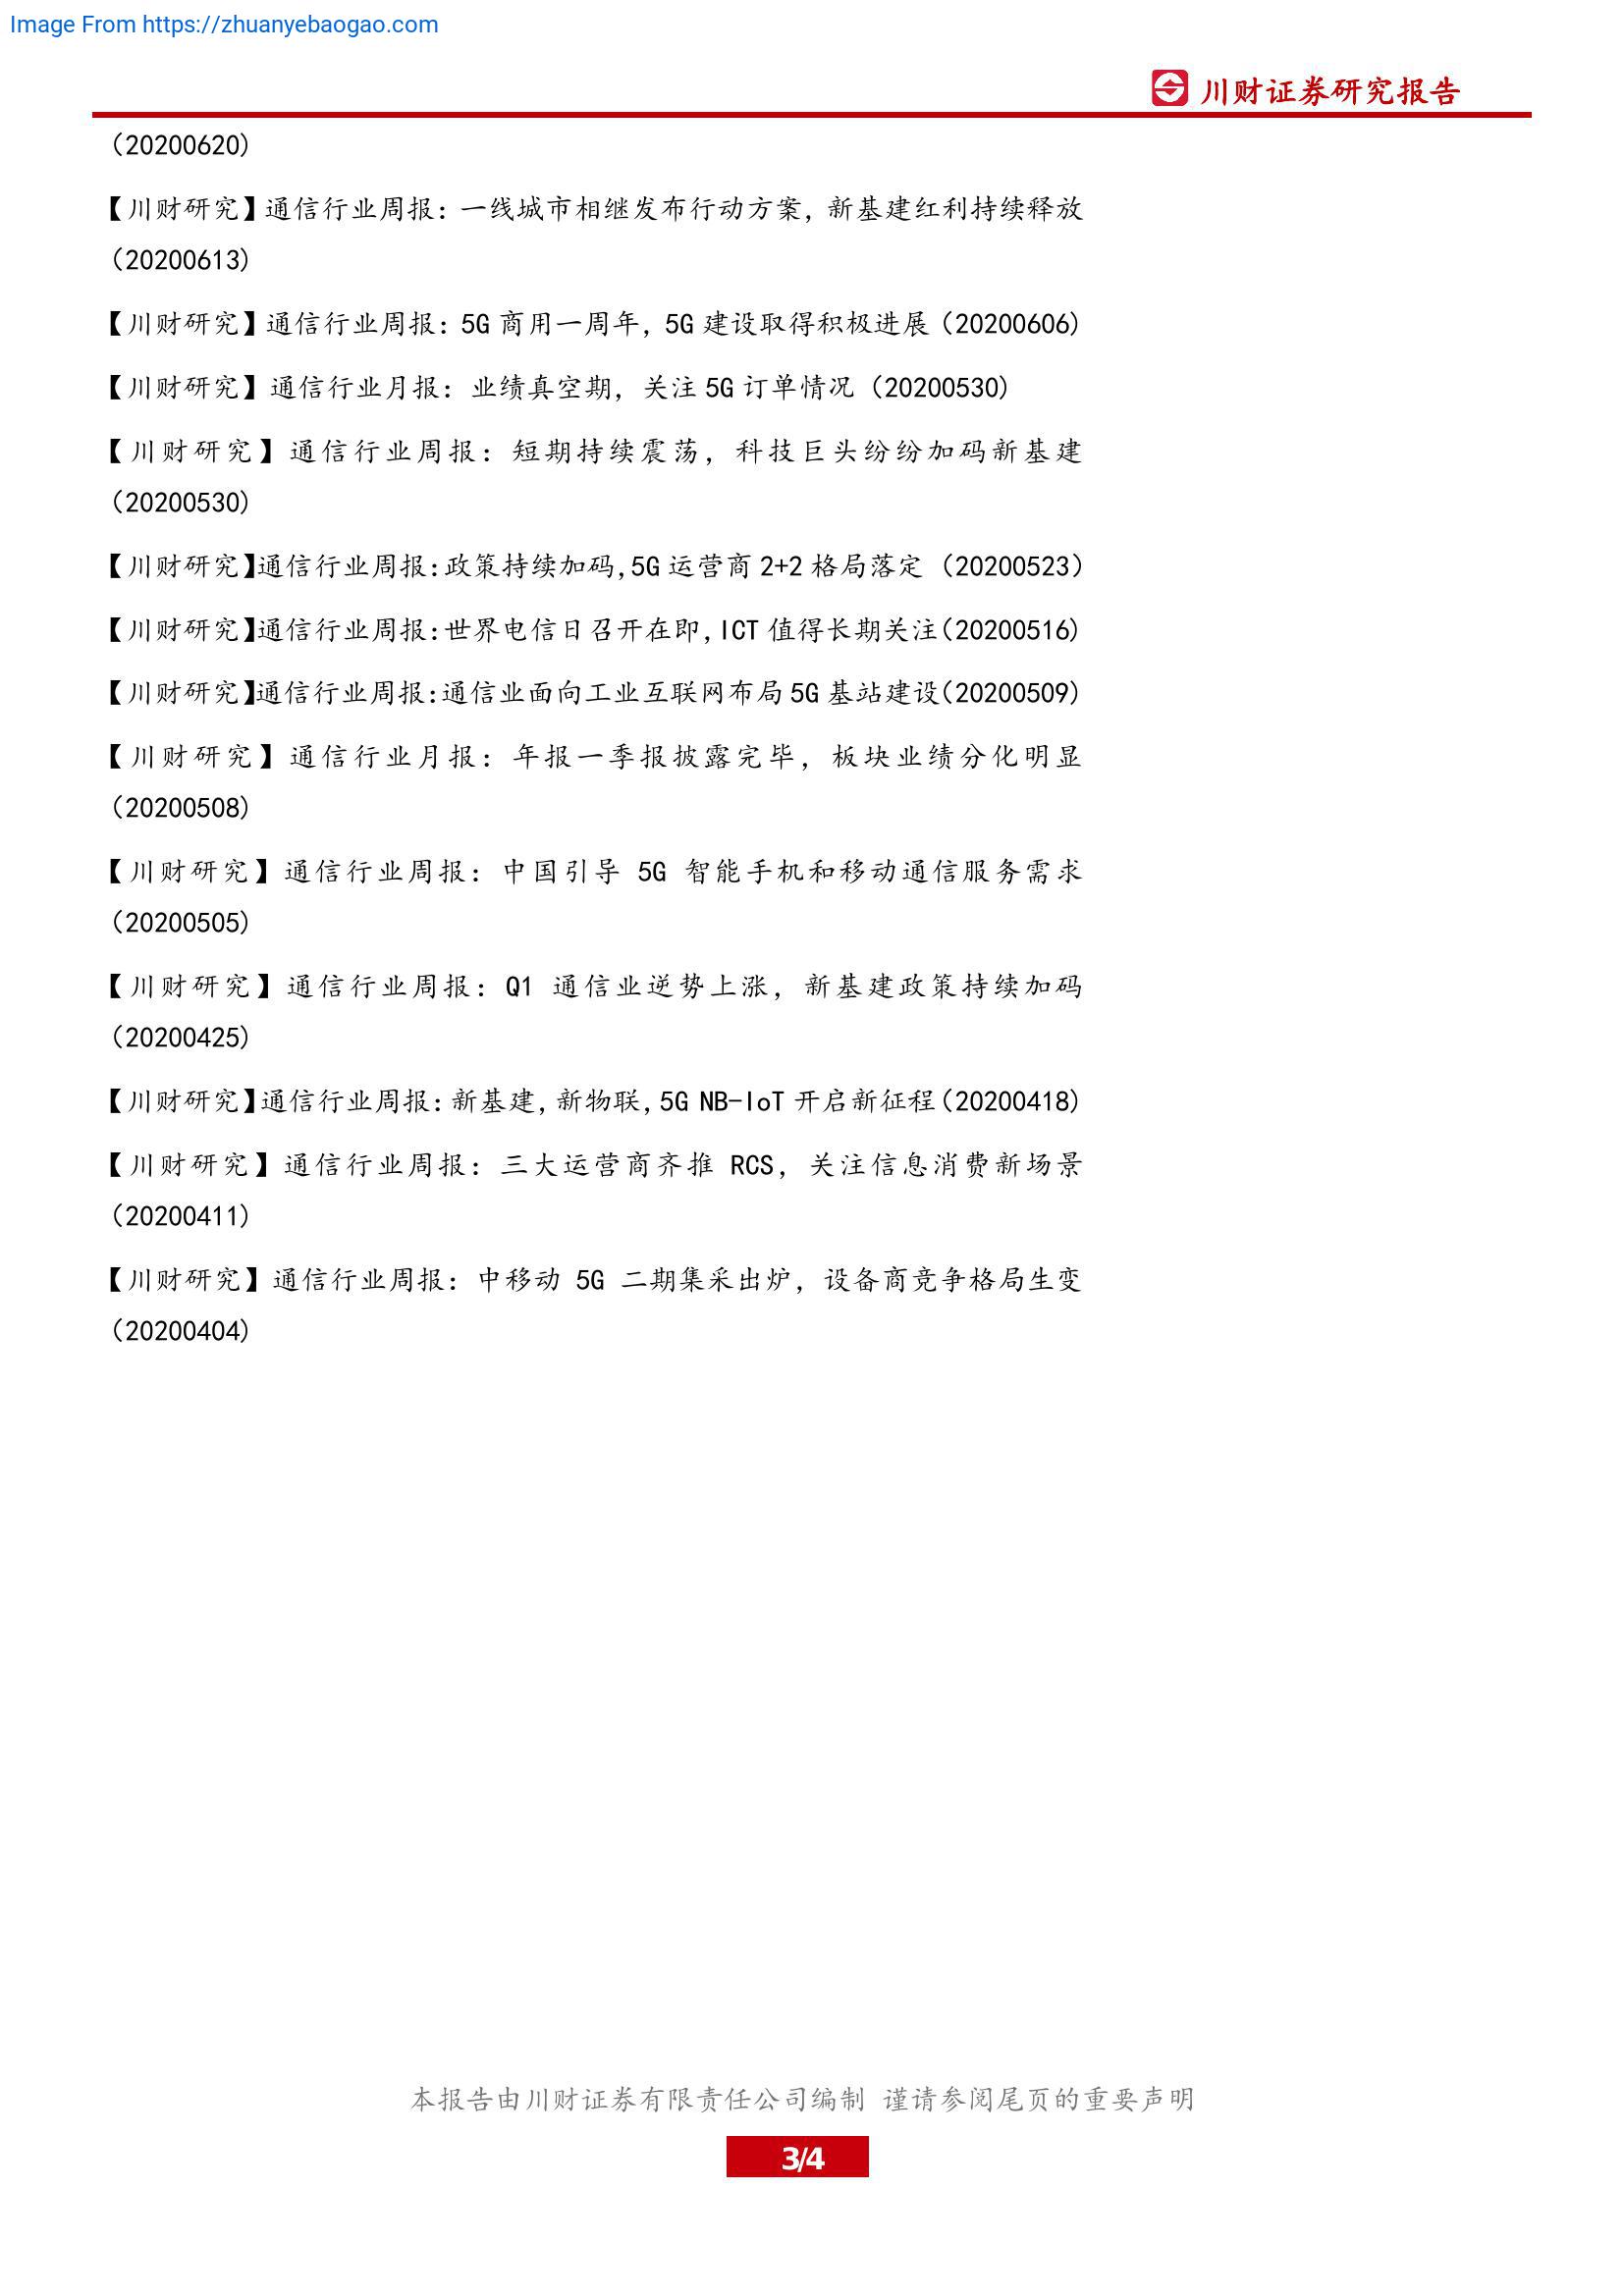 Image From https://zhuanyebaogao.com
川财证券研究报告
（20200620)
【川财研究】通信行业周报：一线城市相继发布行动方案，新基建红利持续释放
（20200613)
【川财研究】通信行业周报：5G 商用一周年，5G 建设取得积极进展（20200606)
【川财研究】通信行业月报：业绩真空期，关注 5G 订单情况（20200530)
【川财研究】通信行业周报：短期持续震荡，科技巨头纷纷加码新基建
（20200530)
【川财研究】通信行业周报：政策持续加码，5G 运营商 2+2 格局落定（20200523）
【川财研究】通信行业周报：世界电信日召开在即，ICT 值得长期关注（20200516)
【川财研究】通信行业周报：通信业面向工业互联网布局 5G 基站建设（20200509)
【川财研究】通信行业月报：年报一季报披露完毕，板块业绩分化明显
（20200508)
【川财研究】通信行业周报：中国引导 5G 智能手机和移动通信服务需求
（20200505)
【川财研究】通信行业周报：Q1 通信业逆势上涨，新基建政策持续加码
（20200425)
【川财研究】通信行业周报：新基建，新物联，5G NB-IoT 开启新征程（20200418)
【川财研究】通信行业周报：三大运营商齐推 RCS，关注信息消费新场景
（20200411)
【川财研究】通信行业周报：中移动 5G 二期集采出炉，设备商竞争格局生变
（20200404)
本报告由川财证券有限责任公司编制 谨请参阅尾页的重要声明
3/4